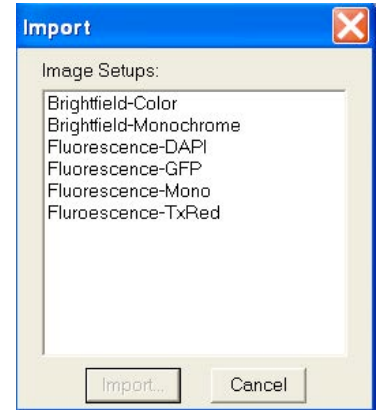 Import
Image Setups:
Brightfield-Color
Brightfield-Monochrome
Fluorescence-DAPI
Fluorescence-GFP
Fluorescence-Mono
Fluroescence-TxRed
Import...
Cancel